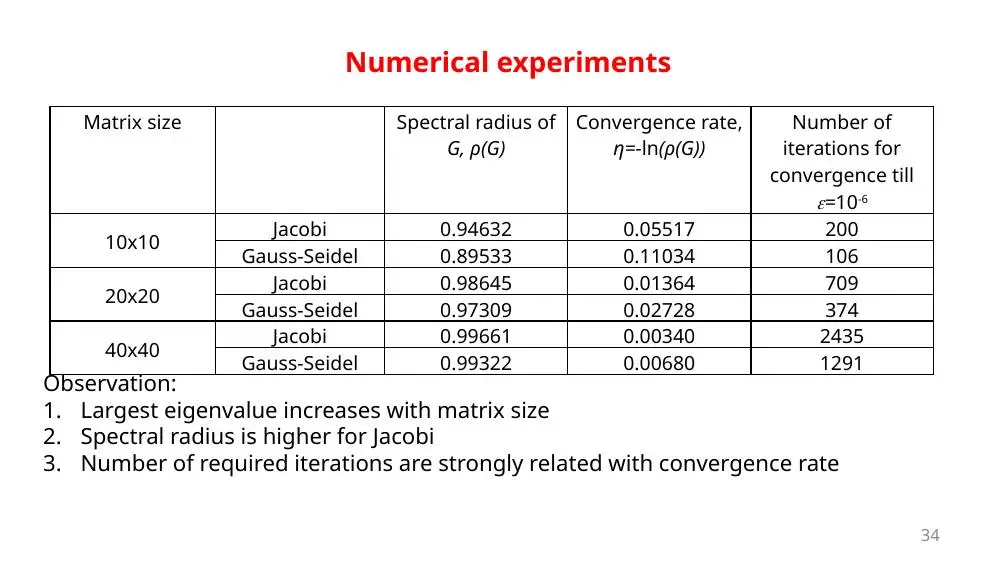 Numerical experiments
Matrix size
Spectral radius of
G, ρ(G)
Convergence rate,
η=-ln(ρ(G))
Number of
iterations for
convergence till
ε=10-6
10x10
Jacobi 0.94632 0.05517 200
Gauss-Seidel 0.89533 0.11034 106
20x20
Jacobi 0.98645 0.01364 709
Gauss-Seidel 0.97309 0.02728 374
40x40
Jacobi 0.99661 0.00340 2435
Gauss-Seidel 0.99322 0.00680 1291
Observation:
1. Largest eigenvalue increases with matrix size
2. Spectral radius is higher for Jacobi
3. Number of required iterations are strongly related with convergence rate
34